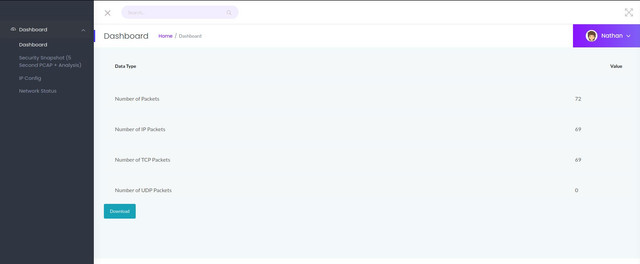 Search...
Dashboard
Dashboard
Security Snapshot (5
Second PCAP + Analysis)
IP Config
Network Status
Dashboard
Home / Dashboard
Nathan
Data Type Value
Number of Packets 72
Number of IP Packets 69
Number of TCP Packets 69
Number of UDP Packets 0
Download